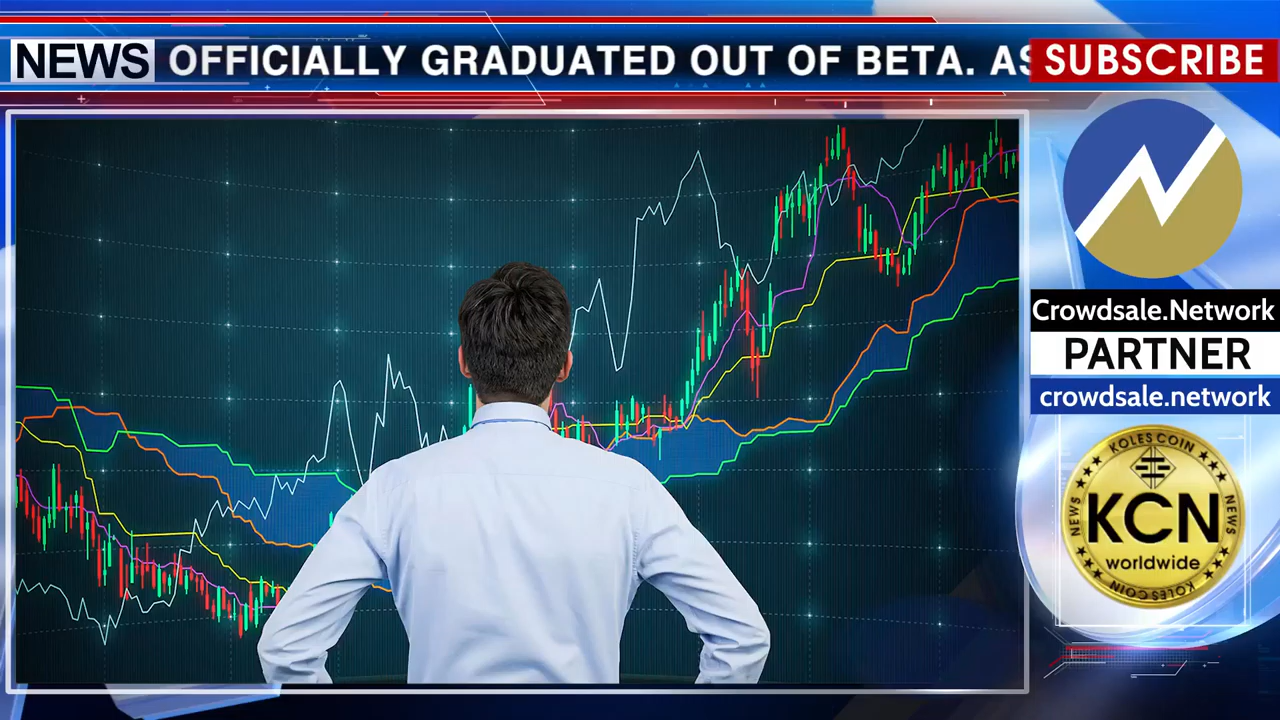 NEWS OFFICIALLY GRADUATED OUT OF BETA. AS SUBSCRIBE
Crowdsale.Network
PARTNER
crowdsale.network
KOLES COIN
NEWS KCN NEWS
worldwide
KOLES COIN